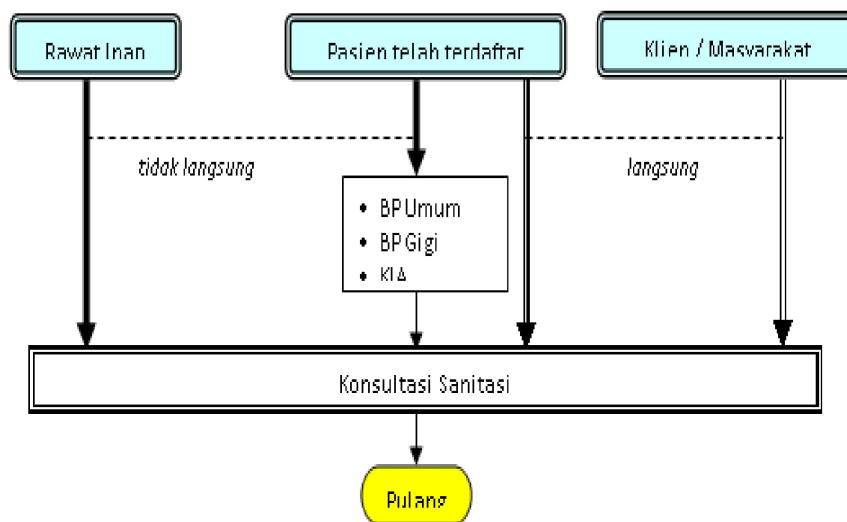 Rawat Inap
Pasien telah terdaftar
Klien / Masyarakat
tidak langsung
langsung
• BP Umum
• BP Gigi
• KIA
Konsultasi Sanitasi
Pulang